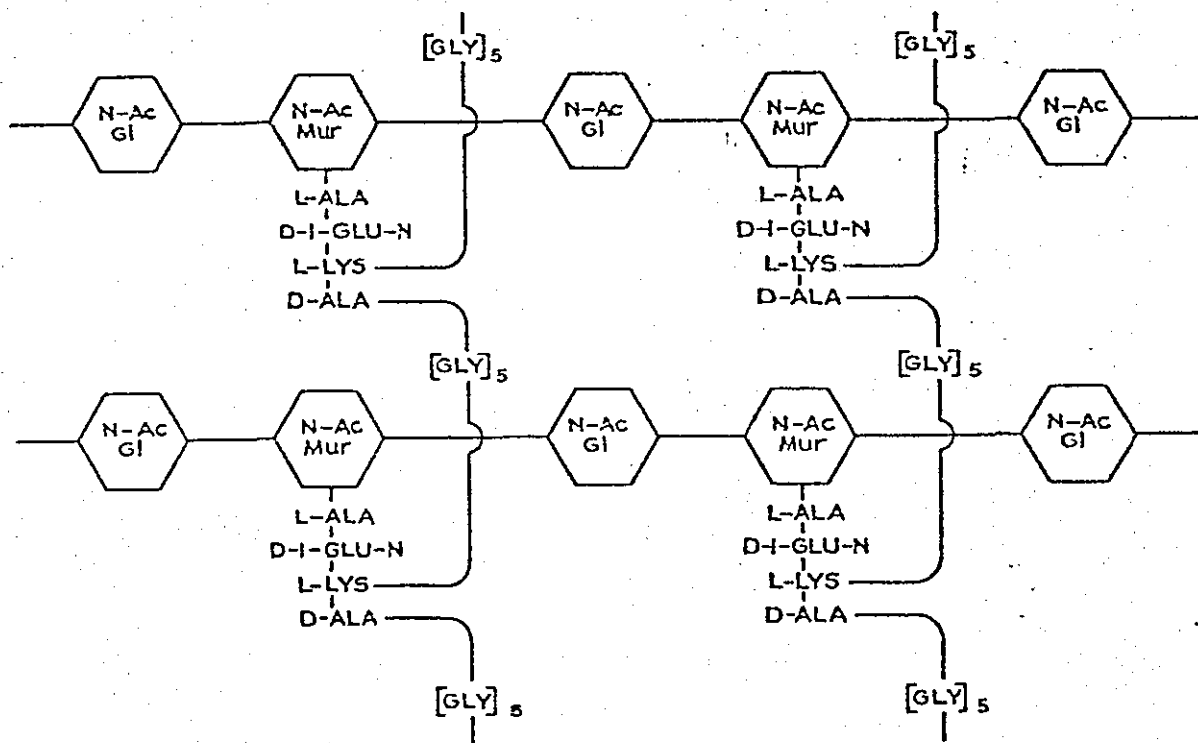 [GLY]5 [GLY]5
N-Ac Gl N-Ac Mur N-Ac Gl N-Ac Mur N-Ac Gl
L-ALA L-ALA
D-I-GLU-N D-I-GLU-N
L-LYS L-LYS
D-ALA D-ALA
[GLY]5 [GLY]5
N-Ac Gl N-Ac Mur N-Ac Gl N-Ac Mur N-Ac Gl
L-ALA L-ALA
D-I-GLU-N D-I-GLU-N
L-LYS L-LYS
D-ALA D-ALA
[GLY]5 [GLY]5